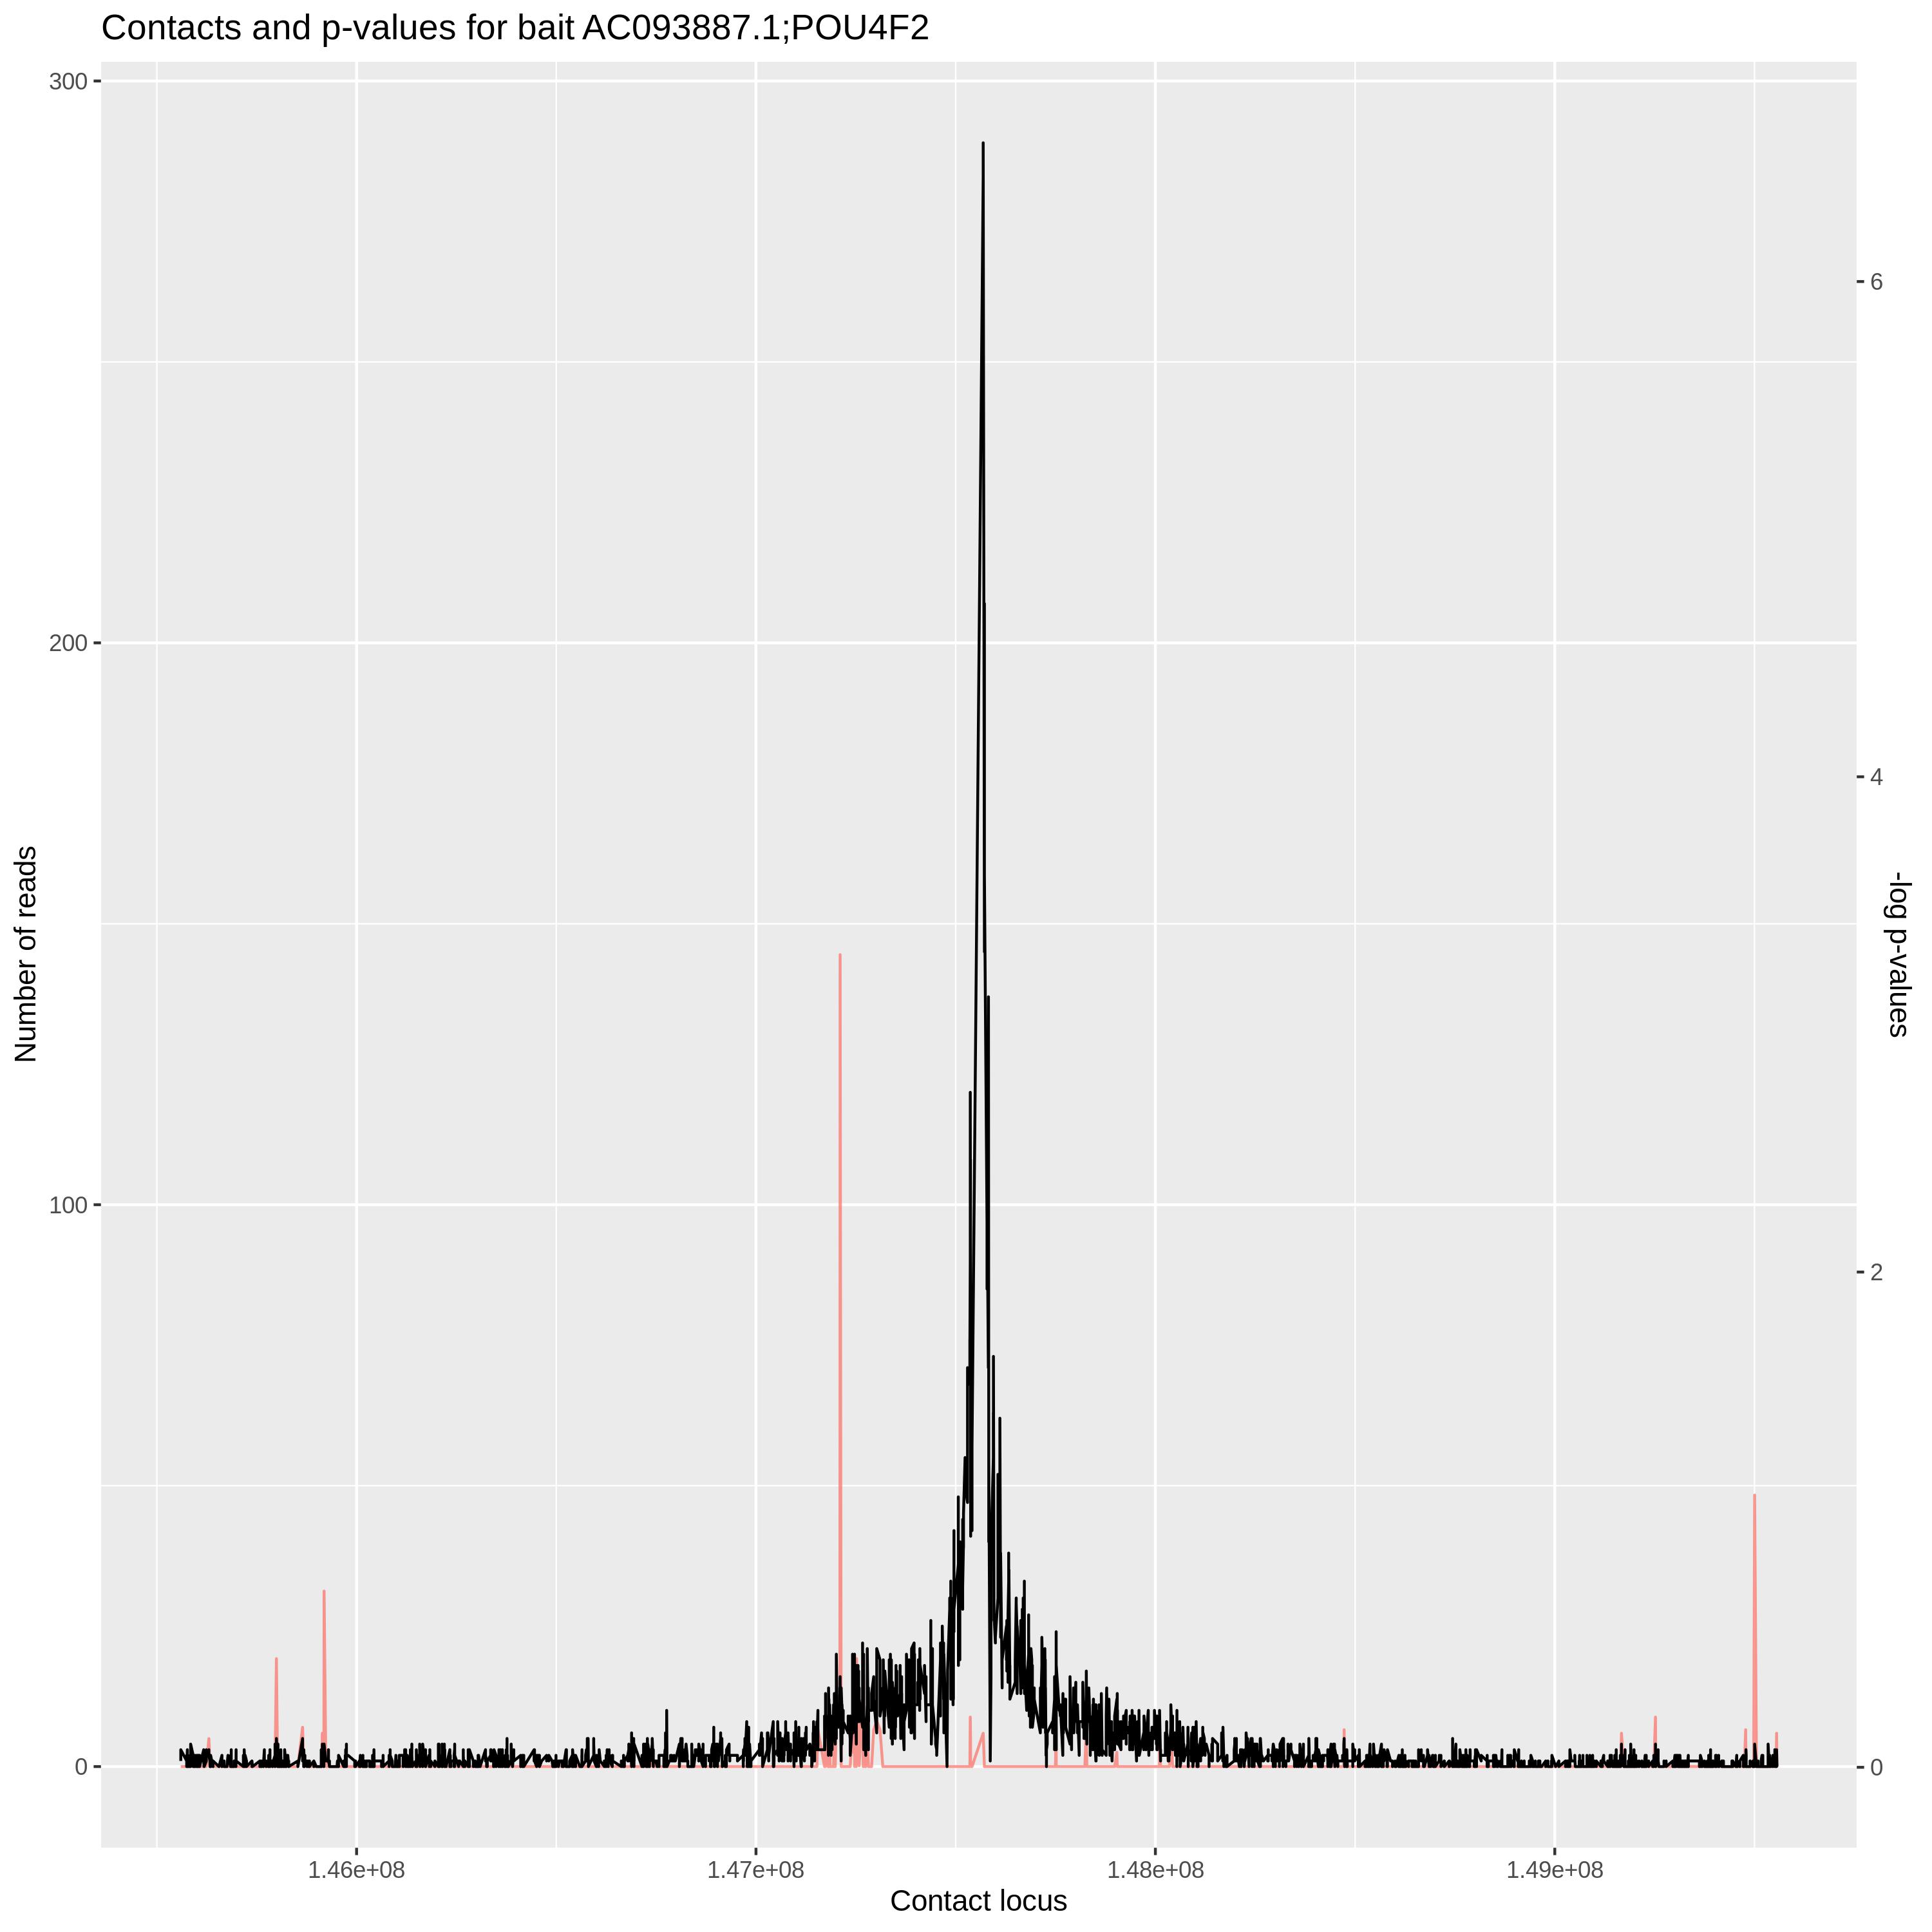 Contacts and p-values for bait AC093887.1;POU4F2
300
200
100
0
Number of reads
6
4
2
0
-log p-values
1.46e+08
1.47e+08
1.48e+08
1.49e+08
Contact locus